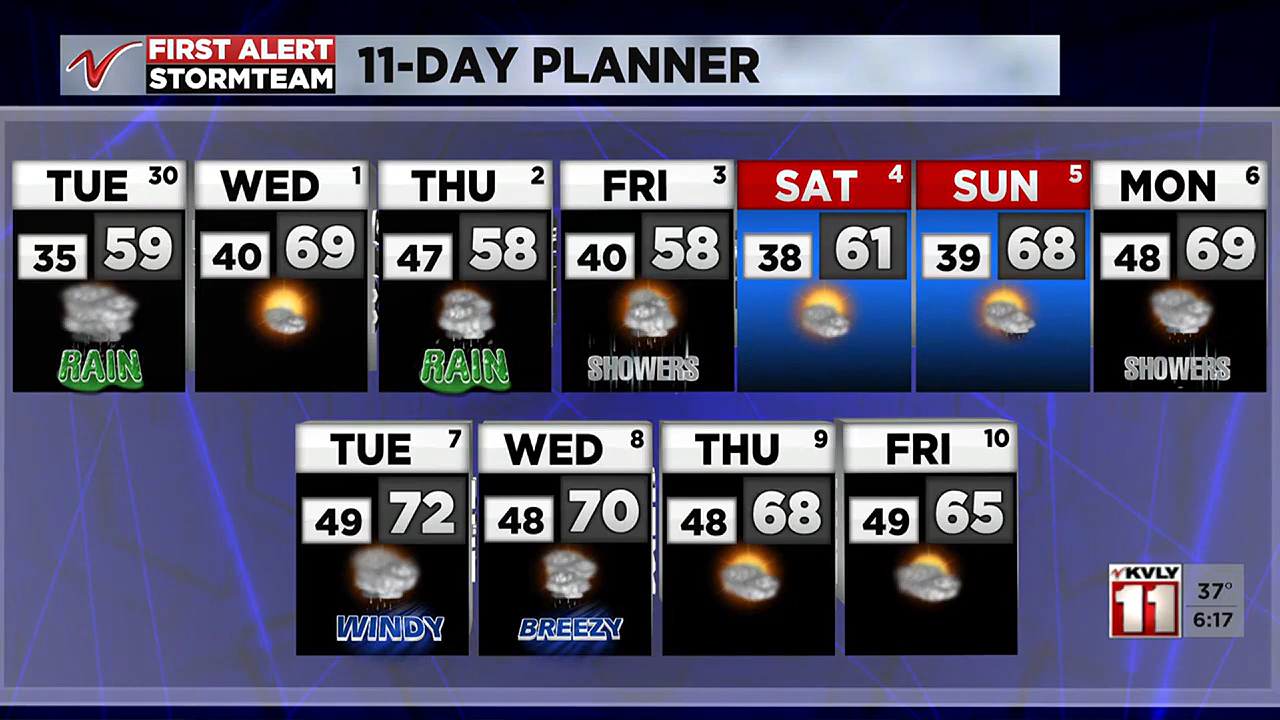 FIRST ALERT
STORMTEAM
11-DAY PLANNER
TUE 30
35 59
RAIN
WED 1
40 69
THU 2
47 58
RAIN
FRI 3
40 58
SHOWERS
SAT 4
38 61
SUN 5
39 68
MON 6
48 69
SHOWERS
TUE 7
49 72
WINDY
WED 8
48 70
BREEZY
THU 9
48 68
FRI 10
49 65
KVLY
11
37°
6:17